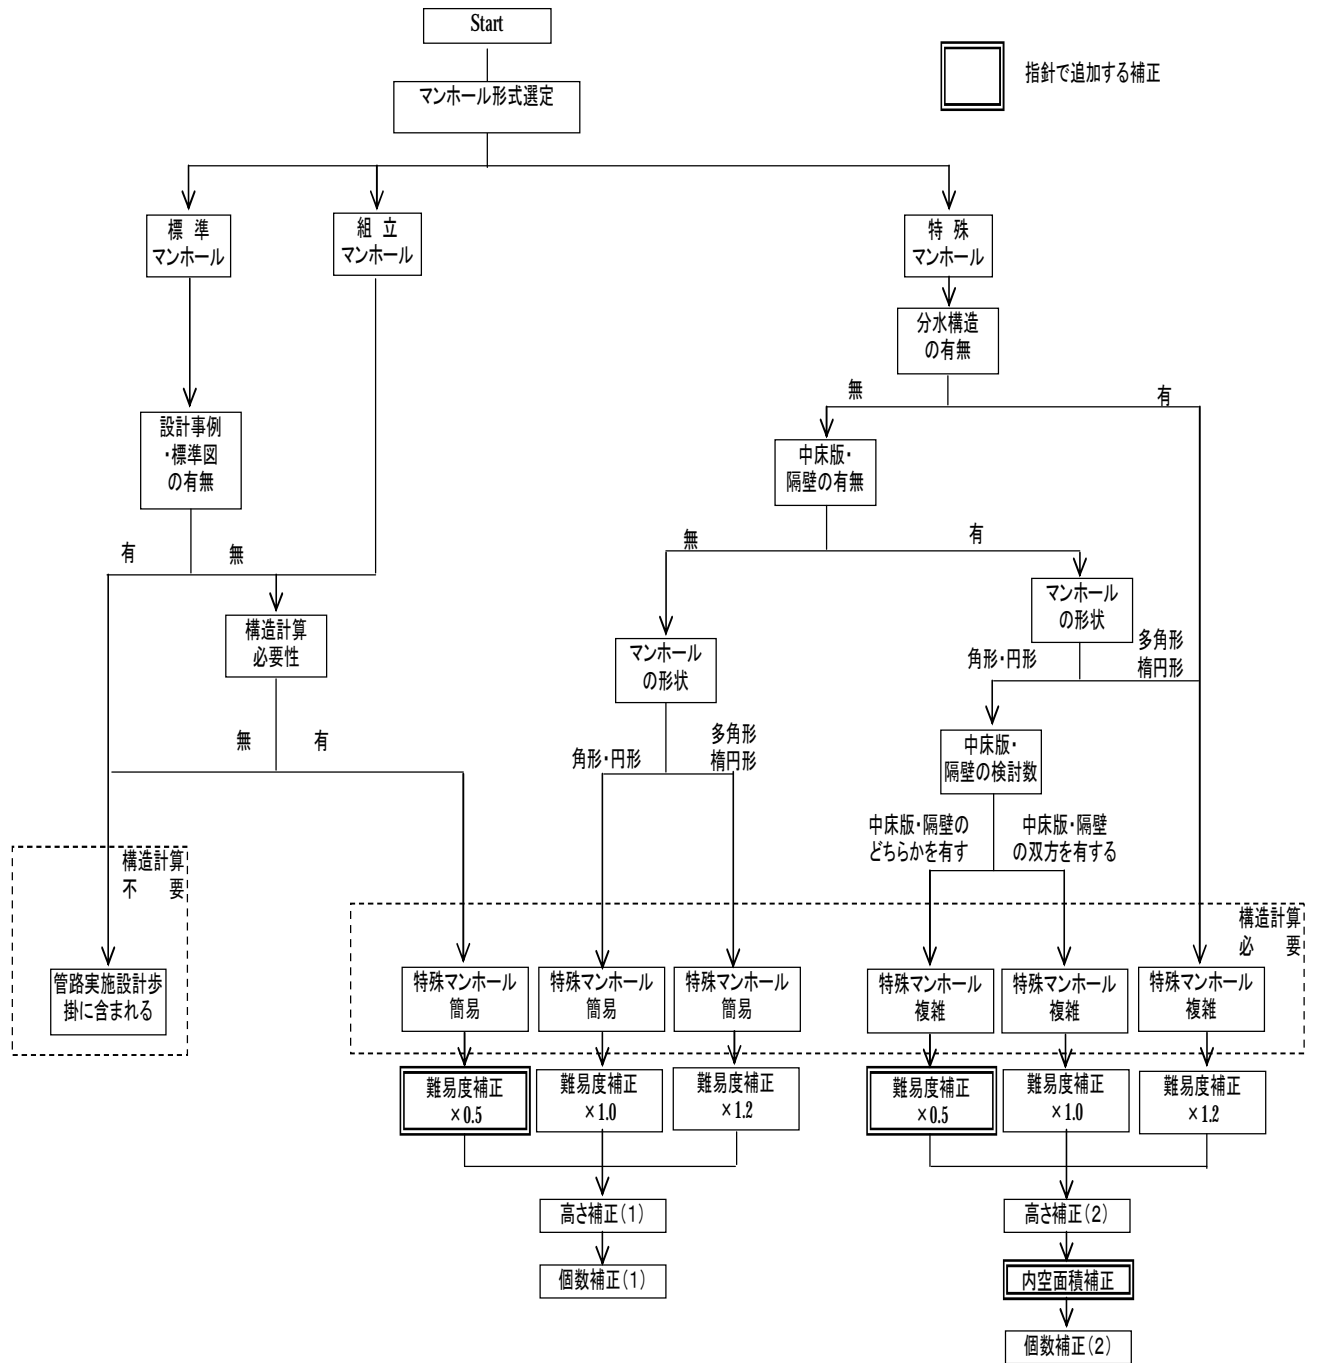 Start
指針で追加する補正
マンホール形式選定
標 準
マンホール
組 立
マンホール
特 殊
マンホール
分水構造
の有無
無
有
設計事例
・標準図
の有無
中床版・
隔壁の有無
有
無
無
有
マンホール
の形状
構造計算
必要性
マンホール
の形状
角形・円形
多角形
楕円形
無
有
角形・円形
多角形
楕円形
中床版・
隔壁の検討数
中床版・隔壁の
どちらかを有す
中床版・隔壁
の双方を有する
構造計算
不 要
構造計算
必 要
管路実施設計歩
掛に含まれる
特殊マンホール
簡易
特殊マンホール
簡易
特殊マンホール
簡易
特殊マンホール
複雑
特殊マンホール
複雑
特殊マンホール
複雑
難易度補正
×0.5
難易度補正
×1.0
難易度補正
×1.2
難易度補正
×0.5
難易度補正
×1.0
難易度補正
×1.2
高さ補正(1)
高さ補正(2)
個数補正(1)
内空面積補正
個数補正(2)